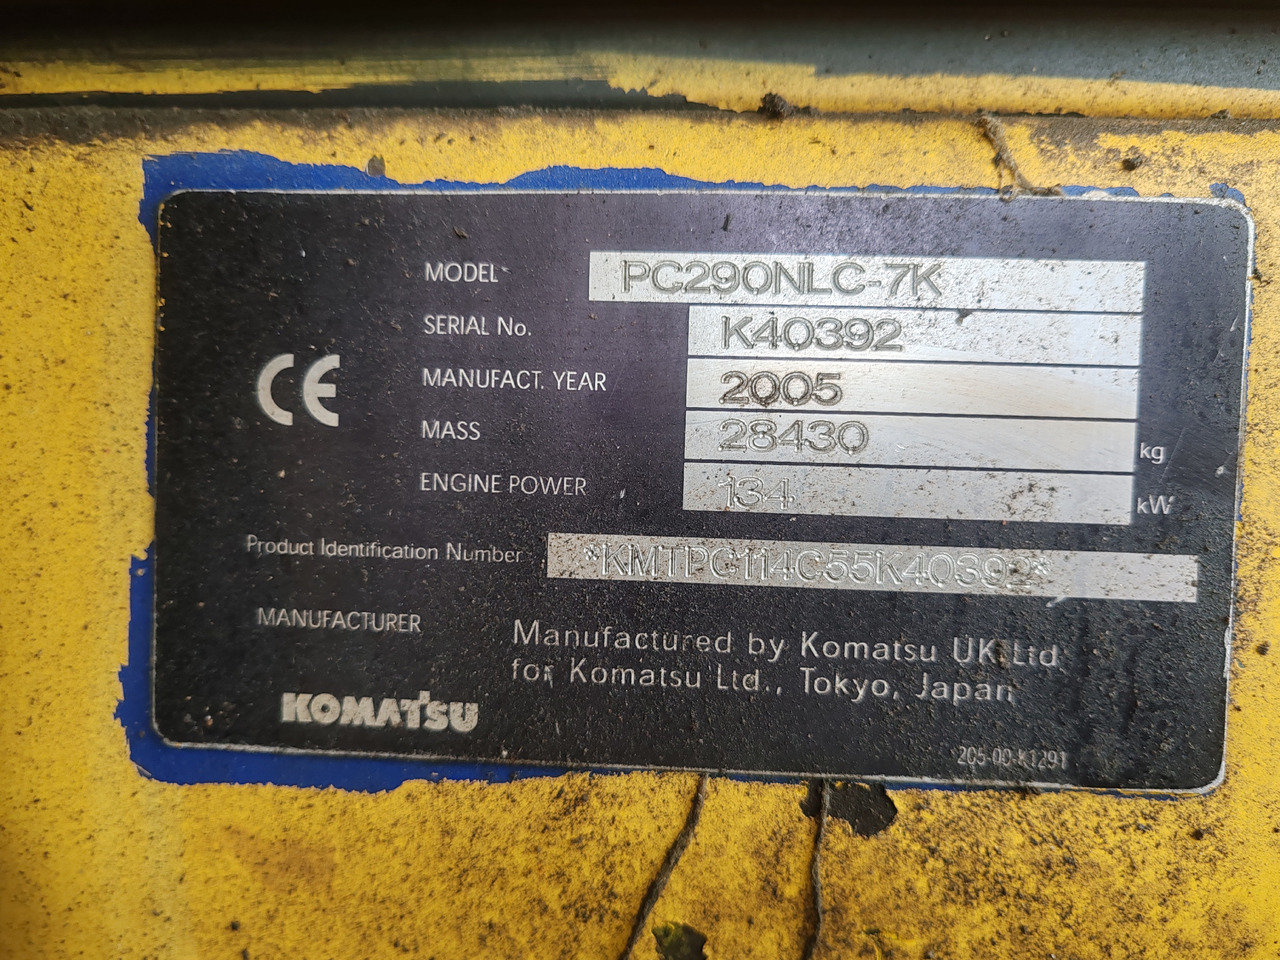 MODEL PC290NLC-7K
SERIAL No. K40392
CE
MANUFACT. YEAR 2005
MASS 28430 kg
ENGINE POWER 134 kW
Product Identification Number *KMTPC114C55K40392*
MANUFACTURER
Manufactured by Komatsu UK Ltd
for Komatsu Ltd., Tokyo, Japan
KOMATSU
205-00-K1291